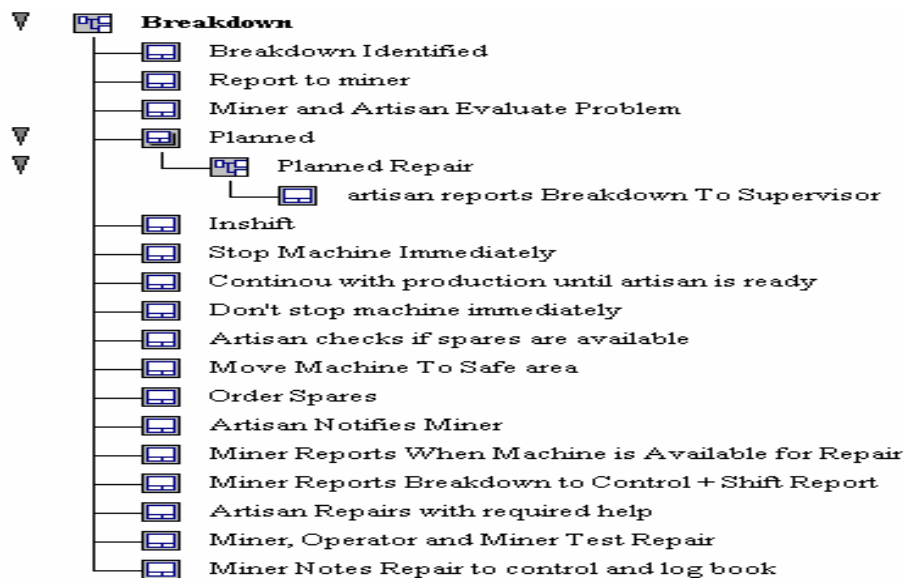 Breakdown
Breakdown Identified
Report to miner
Miner and Artisan Evaluate Problem
Planned
Planned Repair
artisan reports Breakdown To Supervisor
Inshift
Stop Machine Immediately
Continou with production until artisan is ready
Don't stop machine immediately
Artisan checks if spares are available
Move Machine To Safe area
Order Spares
Artisan Notifies Miner
Miner Reports When Machine is Available for Repair
Miner Reports Breakdown to Control + Shift Report
Artisan Repairs with required help
Miner, Operator and Miner Test Repair
Miner Notes Repair to control and log book